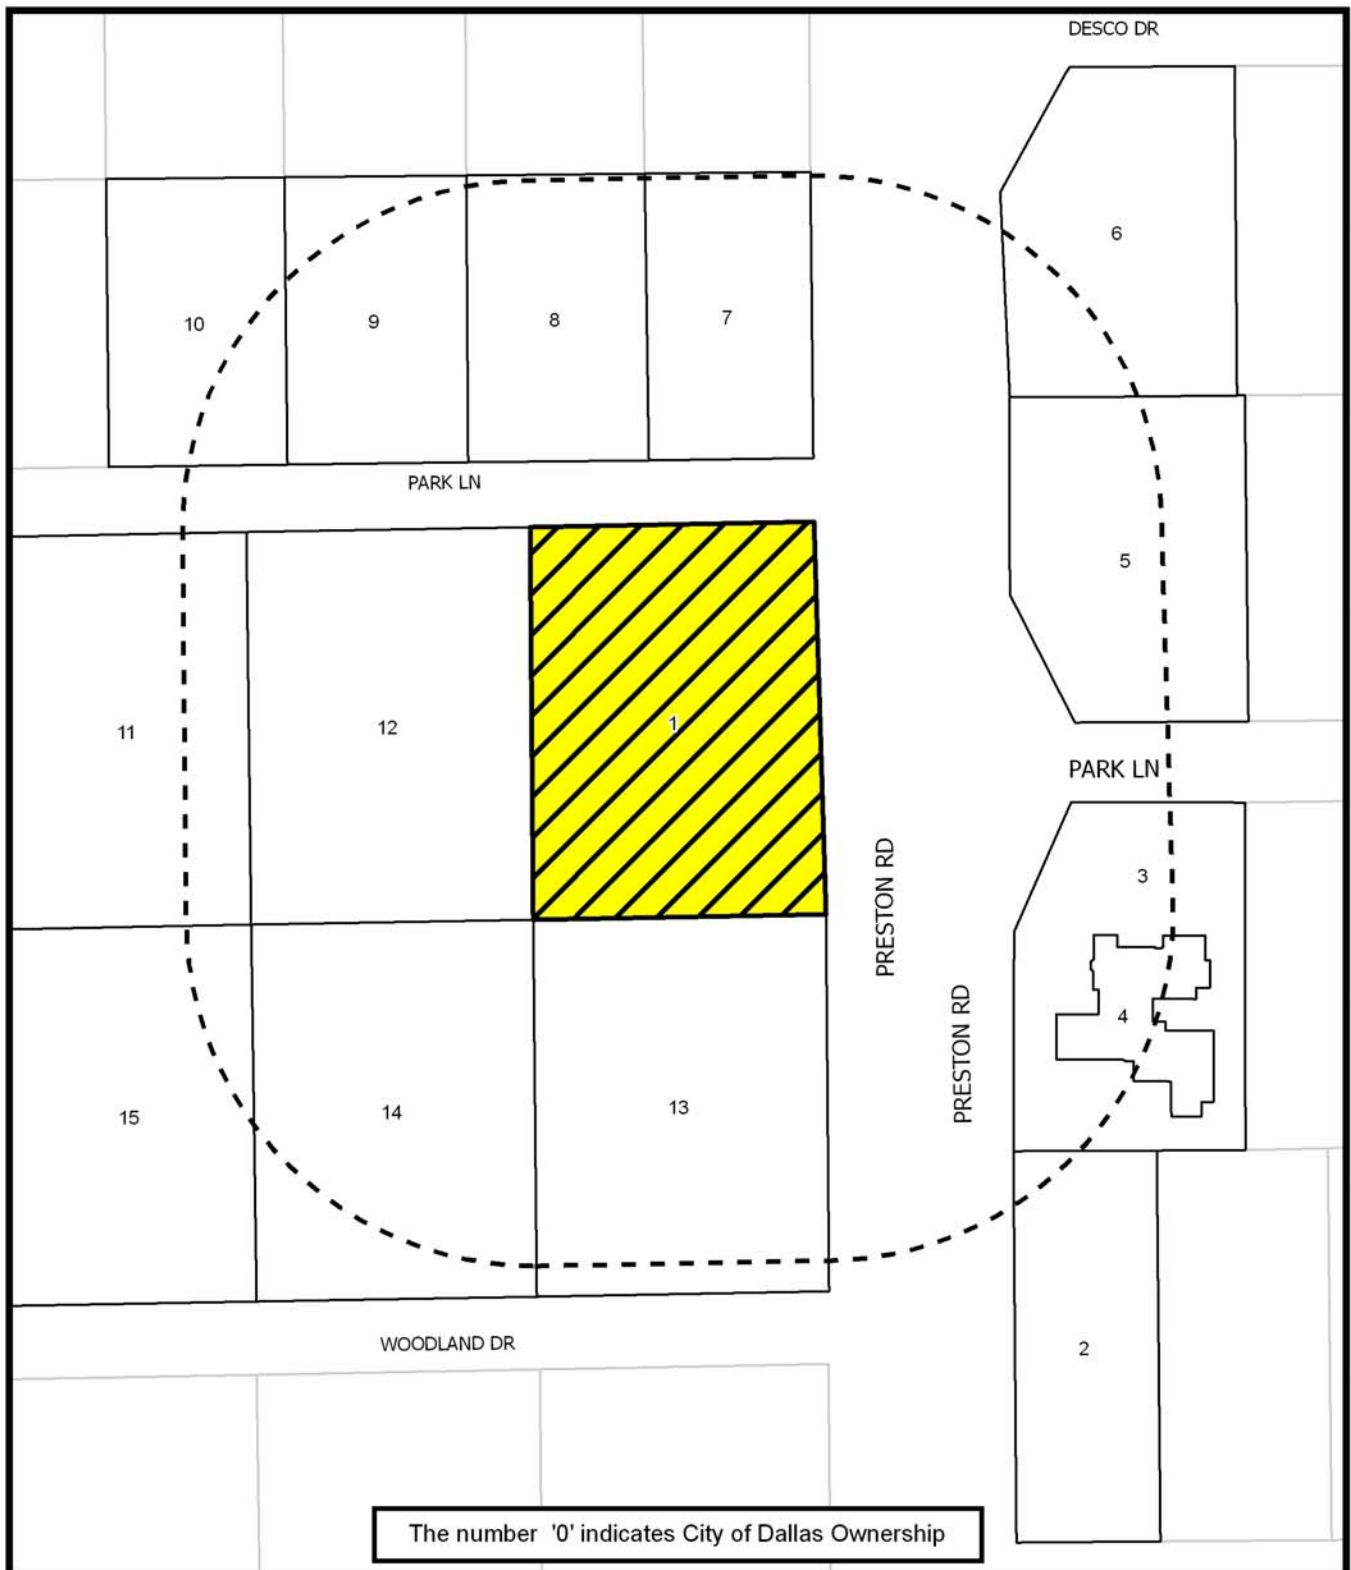 DESCO DR
6
10
9
8
7
PARK LN
5
11
12
1
PARK LN
3
PRESTON RD
4
PRESTON RD
15
14
13
WOODLAND DR
2
The number '0' indicates City of Dallas Ownership